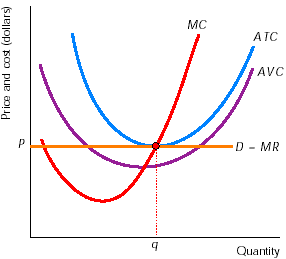 Price and cost (dollars)
MC
ATC
AVC
P
D – MR
q
Quantity